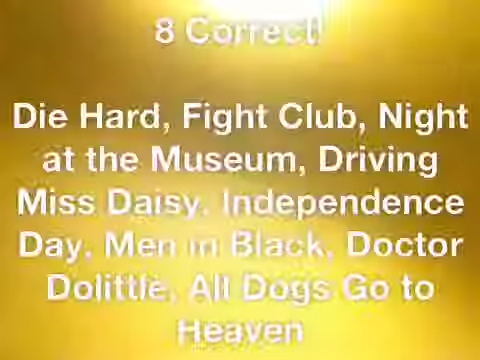 8 Correct!
Die Hard, Fight Club, Night
at the Museum, Driving
Miss Daisy, Independence
Day, Men in Black, Doctor
Dolittle, All Dogs Go to
Heaven